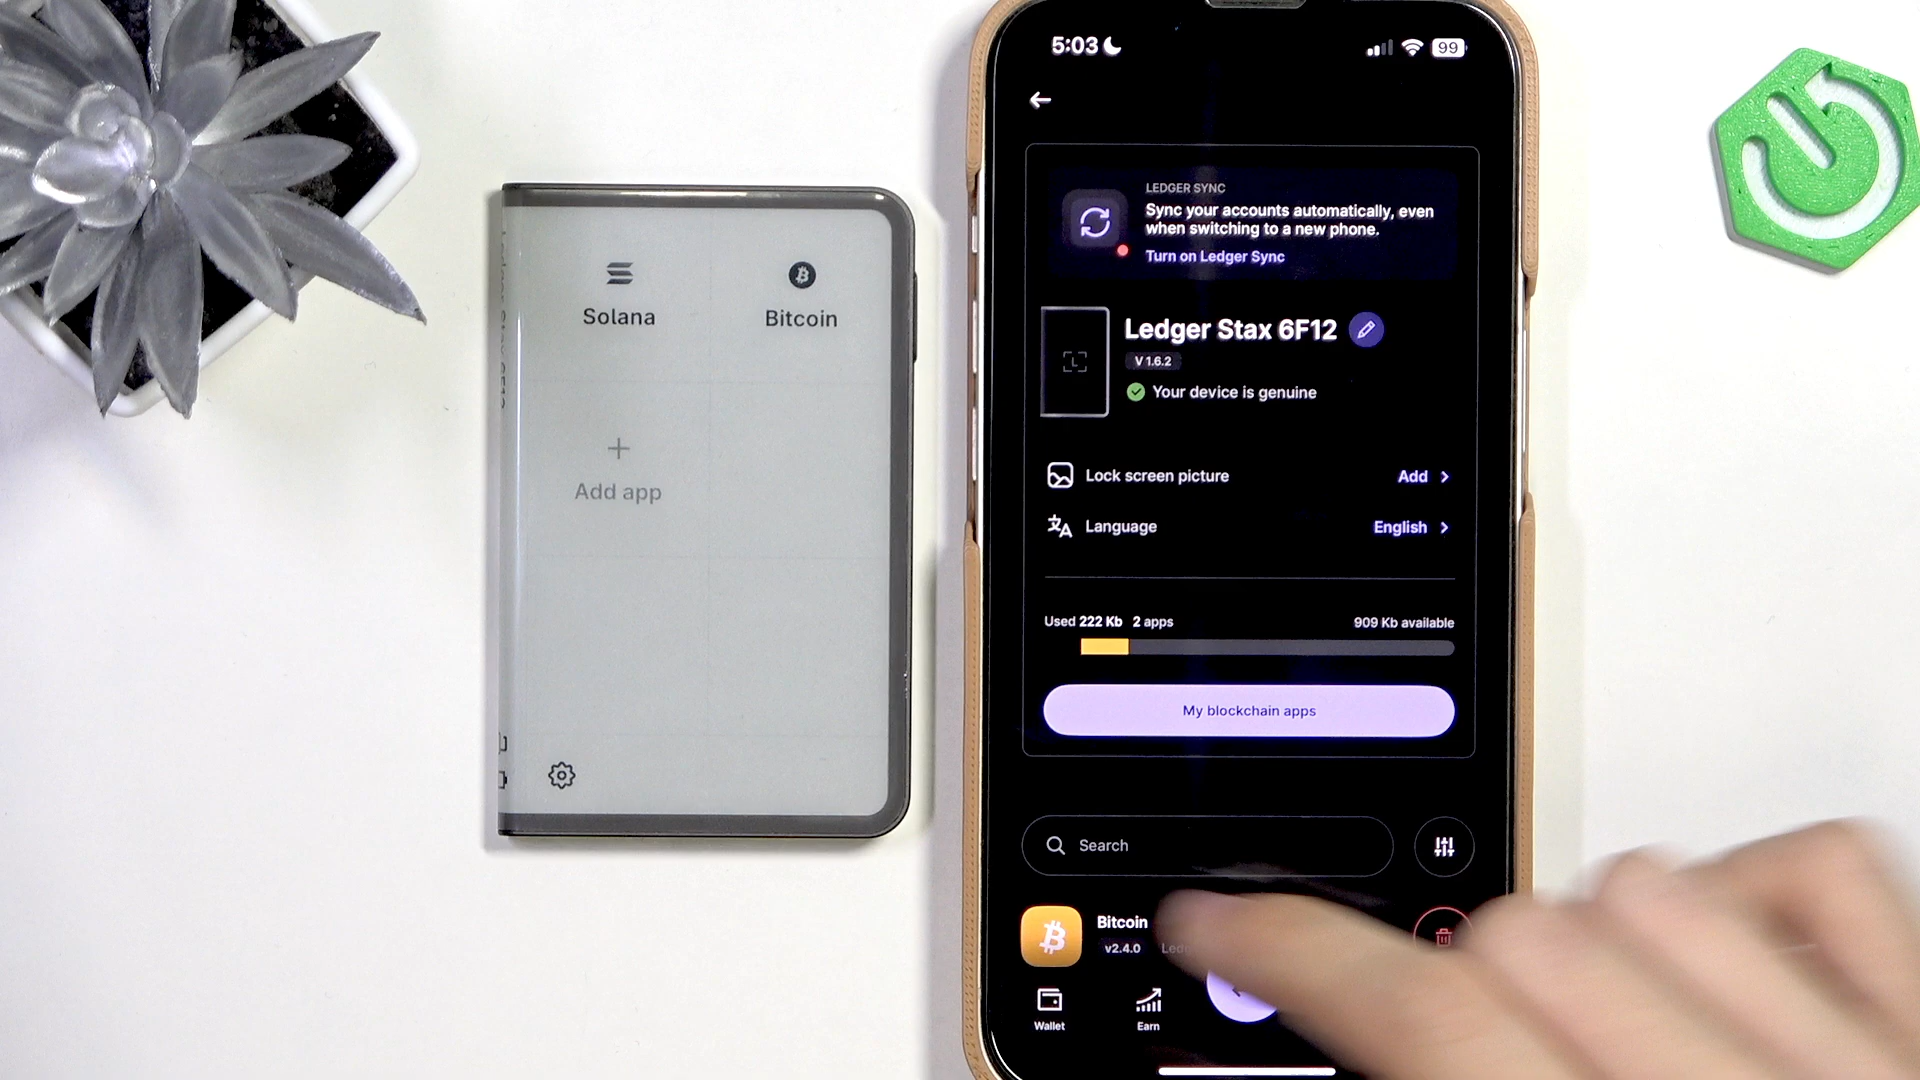 Solana
Bitcoin
Add app
5:03
99
LEDGER SYNC
Sync your accounts automatically, even
when switching to a new phone.
Turn on Ledger Sync
Ledger Stax 6F12
V 1.6.2
Your device is genuine
Lock screen picture
Add
Language
English
Used 222 Kb 2 apps
909 Kb available
My blockchain apps
Search
Bitcoin
v2.4.0
Wallet
Earn